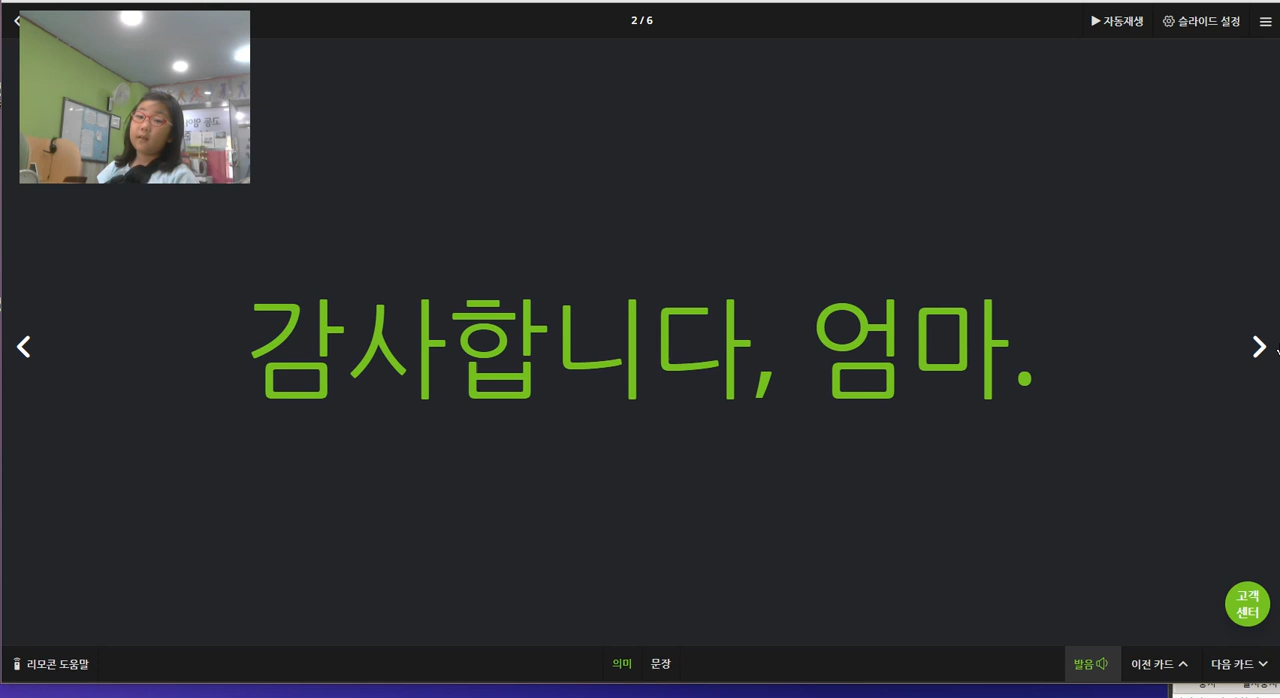 2 / 6
자동재생
슬라이드 설정
감사합니다, 엄마.
고객
센터
리모콘 도움말
의미
문장
발음
이전 카드
다음 카드